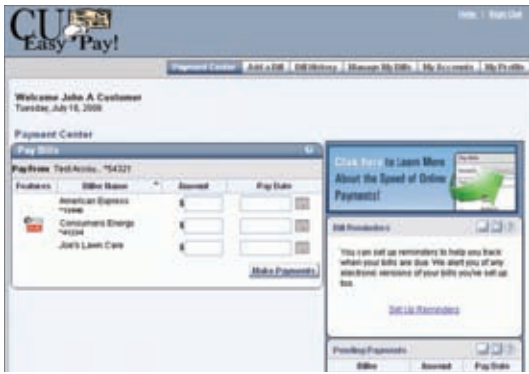 CU
Easy Pay!
Help | Sign Out
Payment Center | Add a Bill | Bill History | Manage My Bills | My Accounts | My Profile
Welcome John A Customer
Tuesday, July 18, 2006
Payment Center
Pay Bills
Pay From Test Accou... *54321
Features Biller Name Amount Pay Date
American Express
$
Consumers Energy
$
Joe's Lawn Care
$
Make Payments
Click Here to Learn More
About the Speed of Online
Payments!
Bill Reminders
You can set up reminders to help you track
when your bills are due. We alert you of any
electronic versions of your bills you've set up
too.
Set Up Reminders
Pending Payments
Biller Amount Pay Date